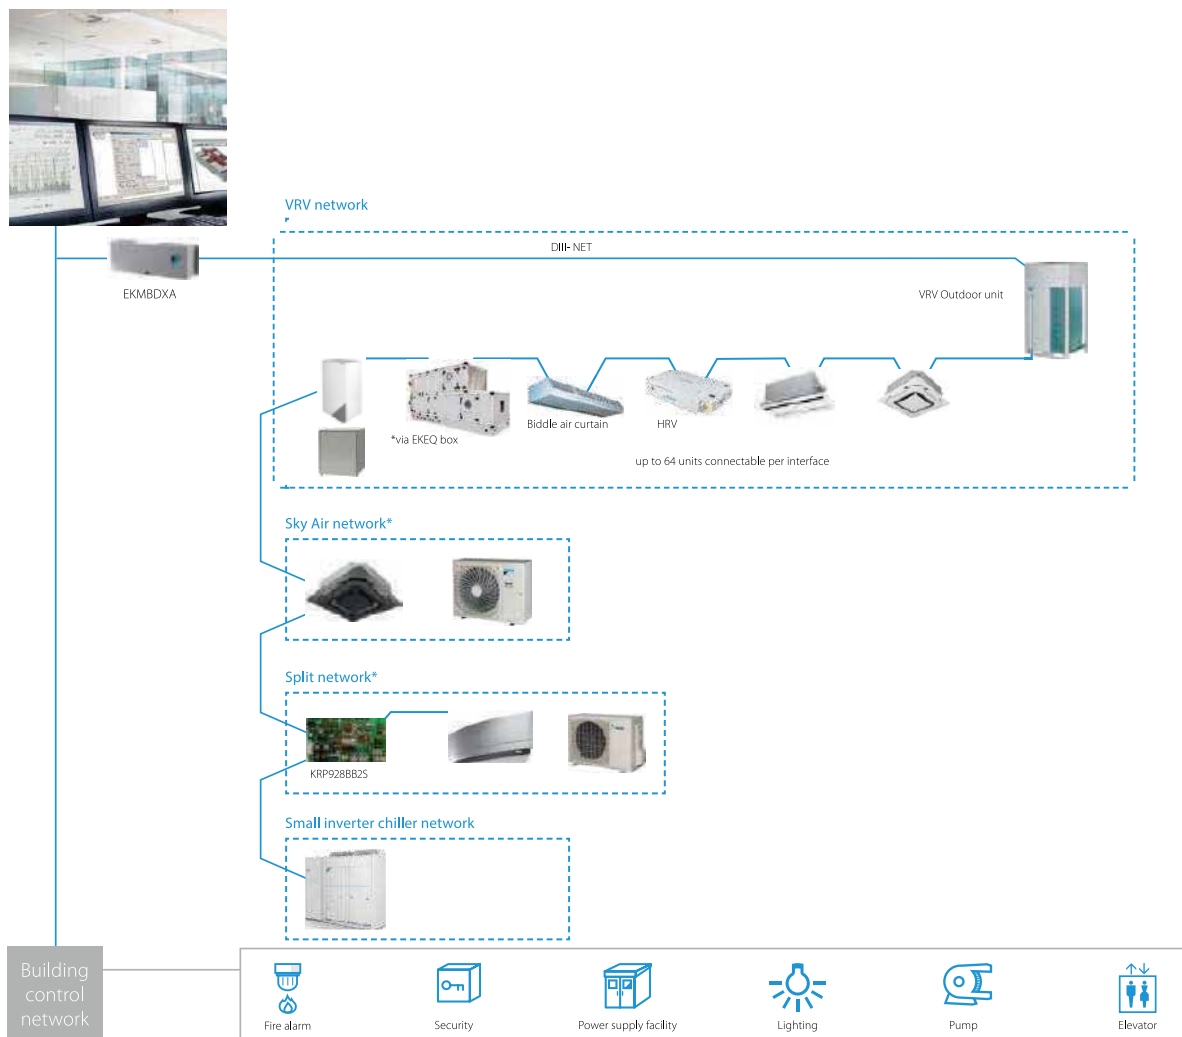 VRV network
DIII- NET
EKMBDXA
VRV Outdoor unit
Biddle air curtain
HRV
*via EKEQ box
up to 64 units connectable per interface
Sky Air network*
Split network*
KRP928BB2S
Small inverter chiller network
Building
control
network
Fire alarm
Security
Power supply facility
Lighting
Pump
Elevator